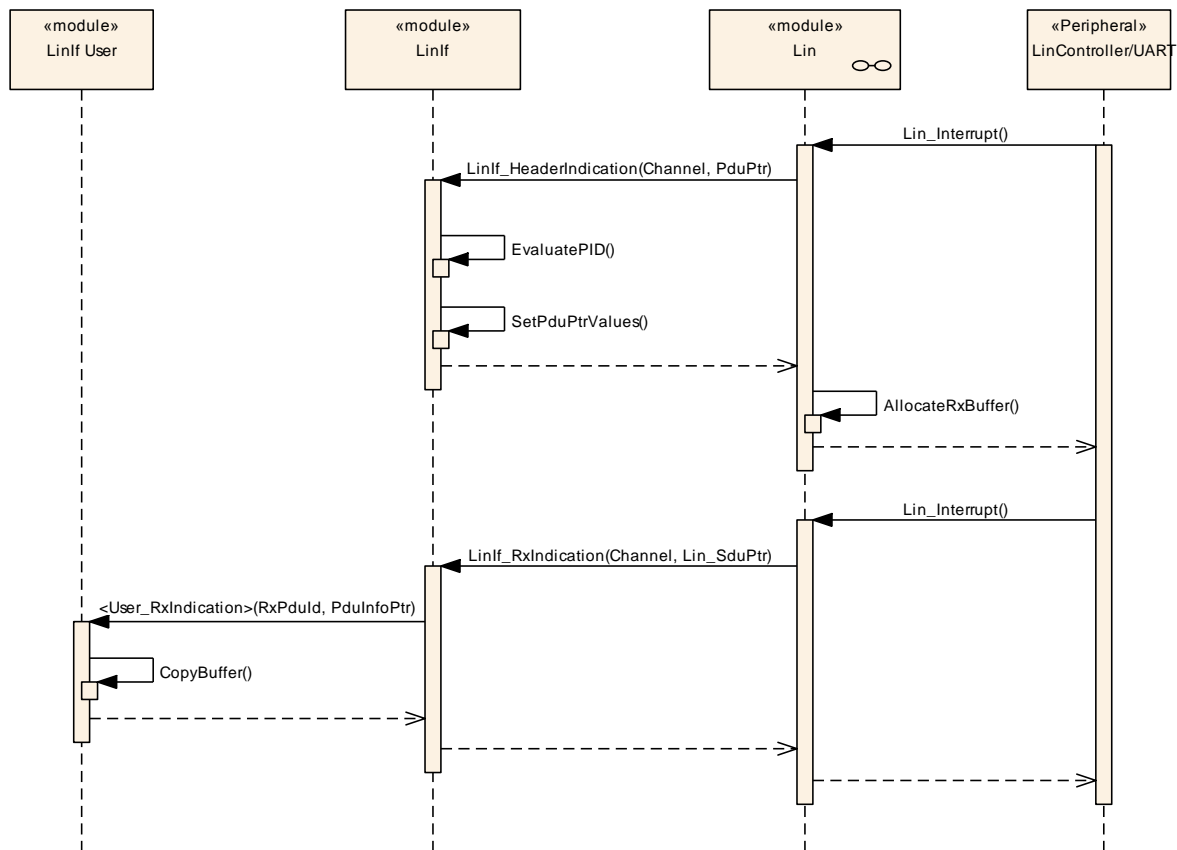 «module»
LinIf User
«module»
LinIf
«module»
Lin
«Peripheral»
LinController/UART
Lin_Interrupt()
LinIf_HeaderIndication(Channel, PduPtr)
EvaluatePID()
SetPduPtrValues()
AllocateRxBuffer()
Lin_Interrupt()
LinIf_RxIndication(Channel, Lin_SduPtr)
<User_RxIndication>(RxPduId, PduInfoPtr)
CopyBuffer()